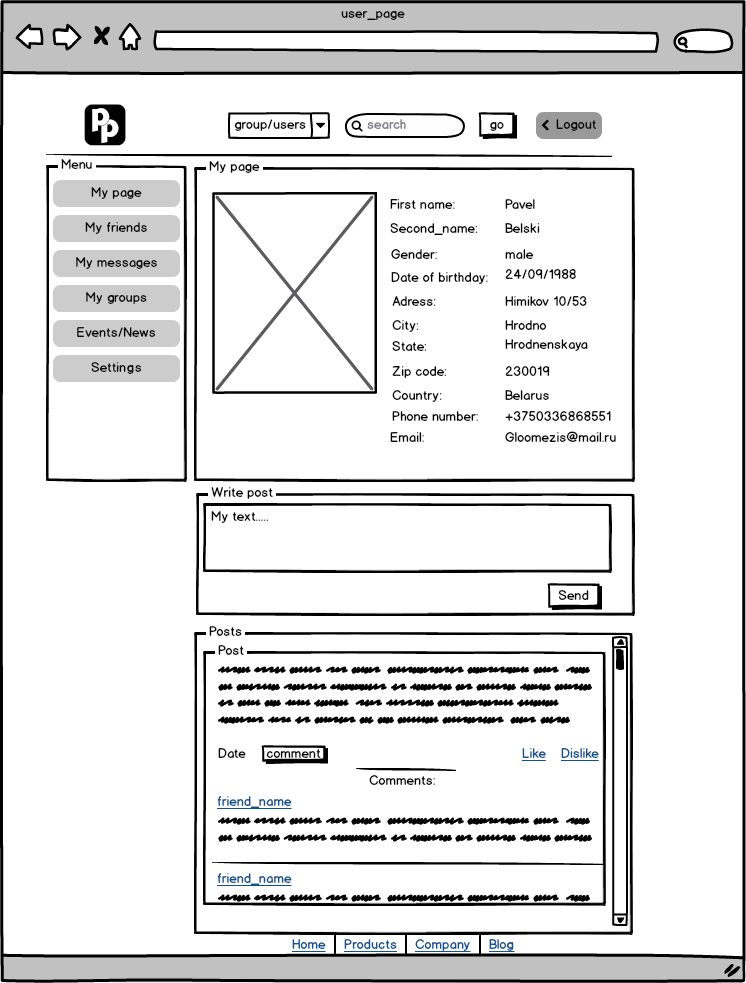 user_page
PP
group/users
search
go
Logout
Menu
My page
My friends
My messages
My groups
Events/News
Settings
My page
First name: Pavel
Second_name: Belski
Gender: male
Date of birthday: 24/09/1988
Adress: Himikov 10/53
City: Hrodno
State: Hrodnenskaya
Zip code: 230019
Country: Belarus
Phone number: +3750336868551
Email: Gloomezis@mail.ru
Write post
My text.....
Send
Posts
Post
Date comment Like Dislike
Comments:
friend_name
friend_name
Home Products Company Blog